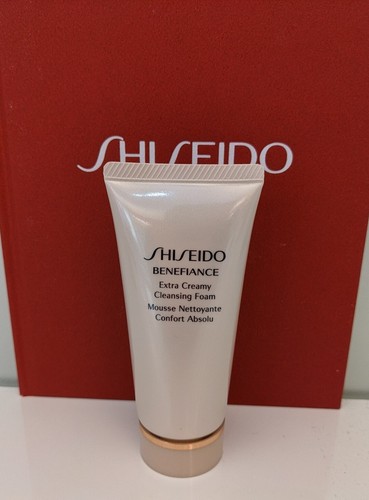 SHISEIDO
SHISEIDO
BENEFIANCE
Extra Creamy
Cleansing Foam
Mousse Nettoyante
Confort Absolu